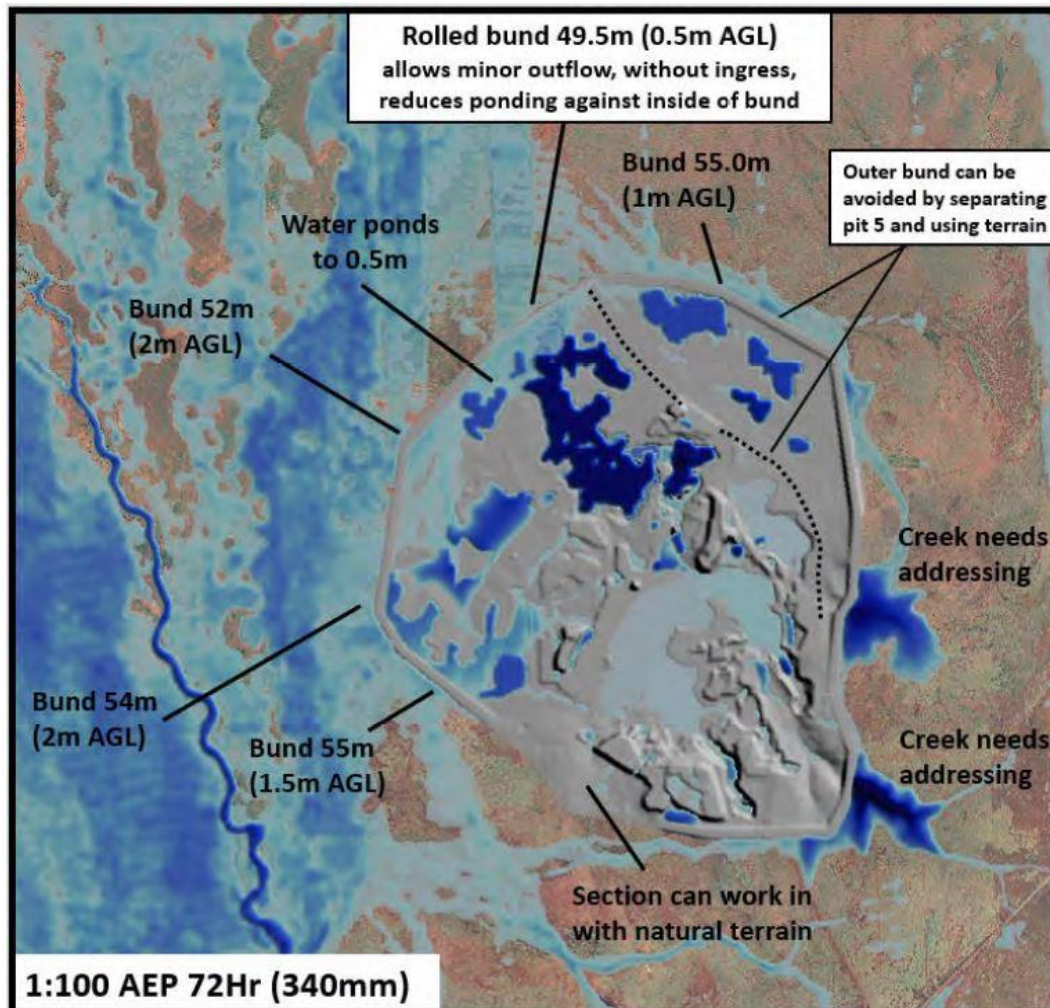 Rolled bund 49.5m (0.5m AGL)
allows minor outflow, without ingress,
reduces ponding against inside of bund
Bund 55.0m
(1m AGL)
Outer bund can be
avoided by separating
pit 5 and using terrain
Water ponds
to 0.5m
Bund 52m
(2m AGL)
Creek needs
addressing
Bund 54m
(2m AGL)
Bund 55m
(1.5m AGL)
Creek needs
addressing
Section can work in
with natural terrain
1:100 AEP 72Hr (340mm)